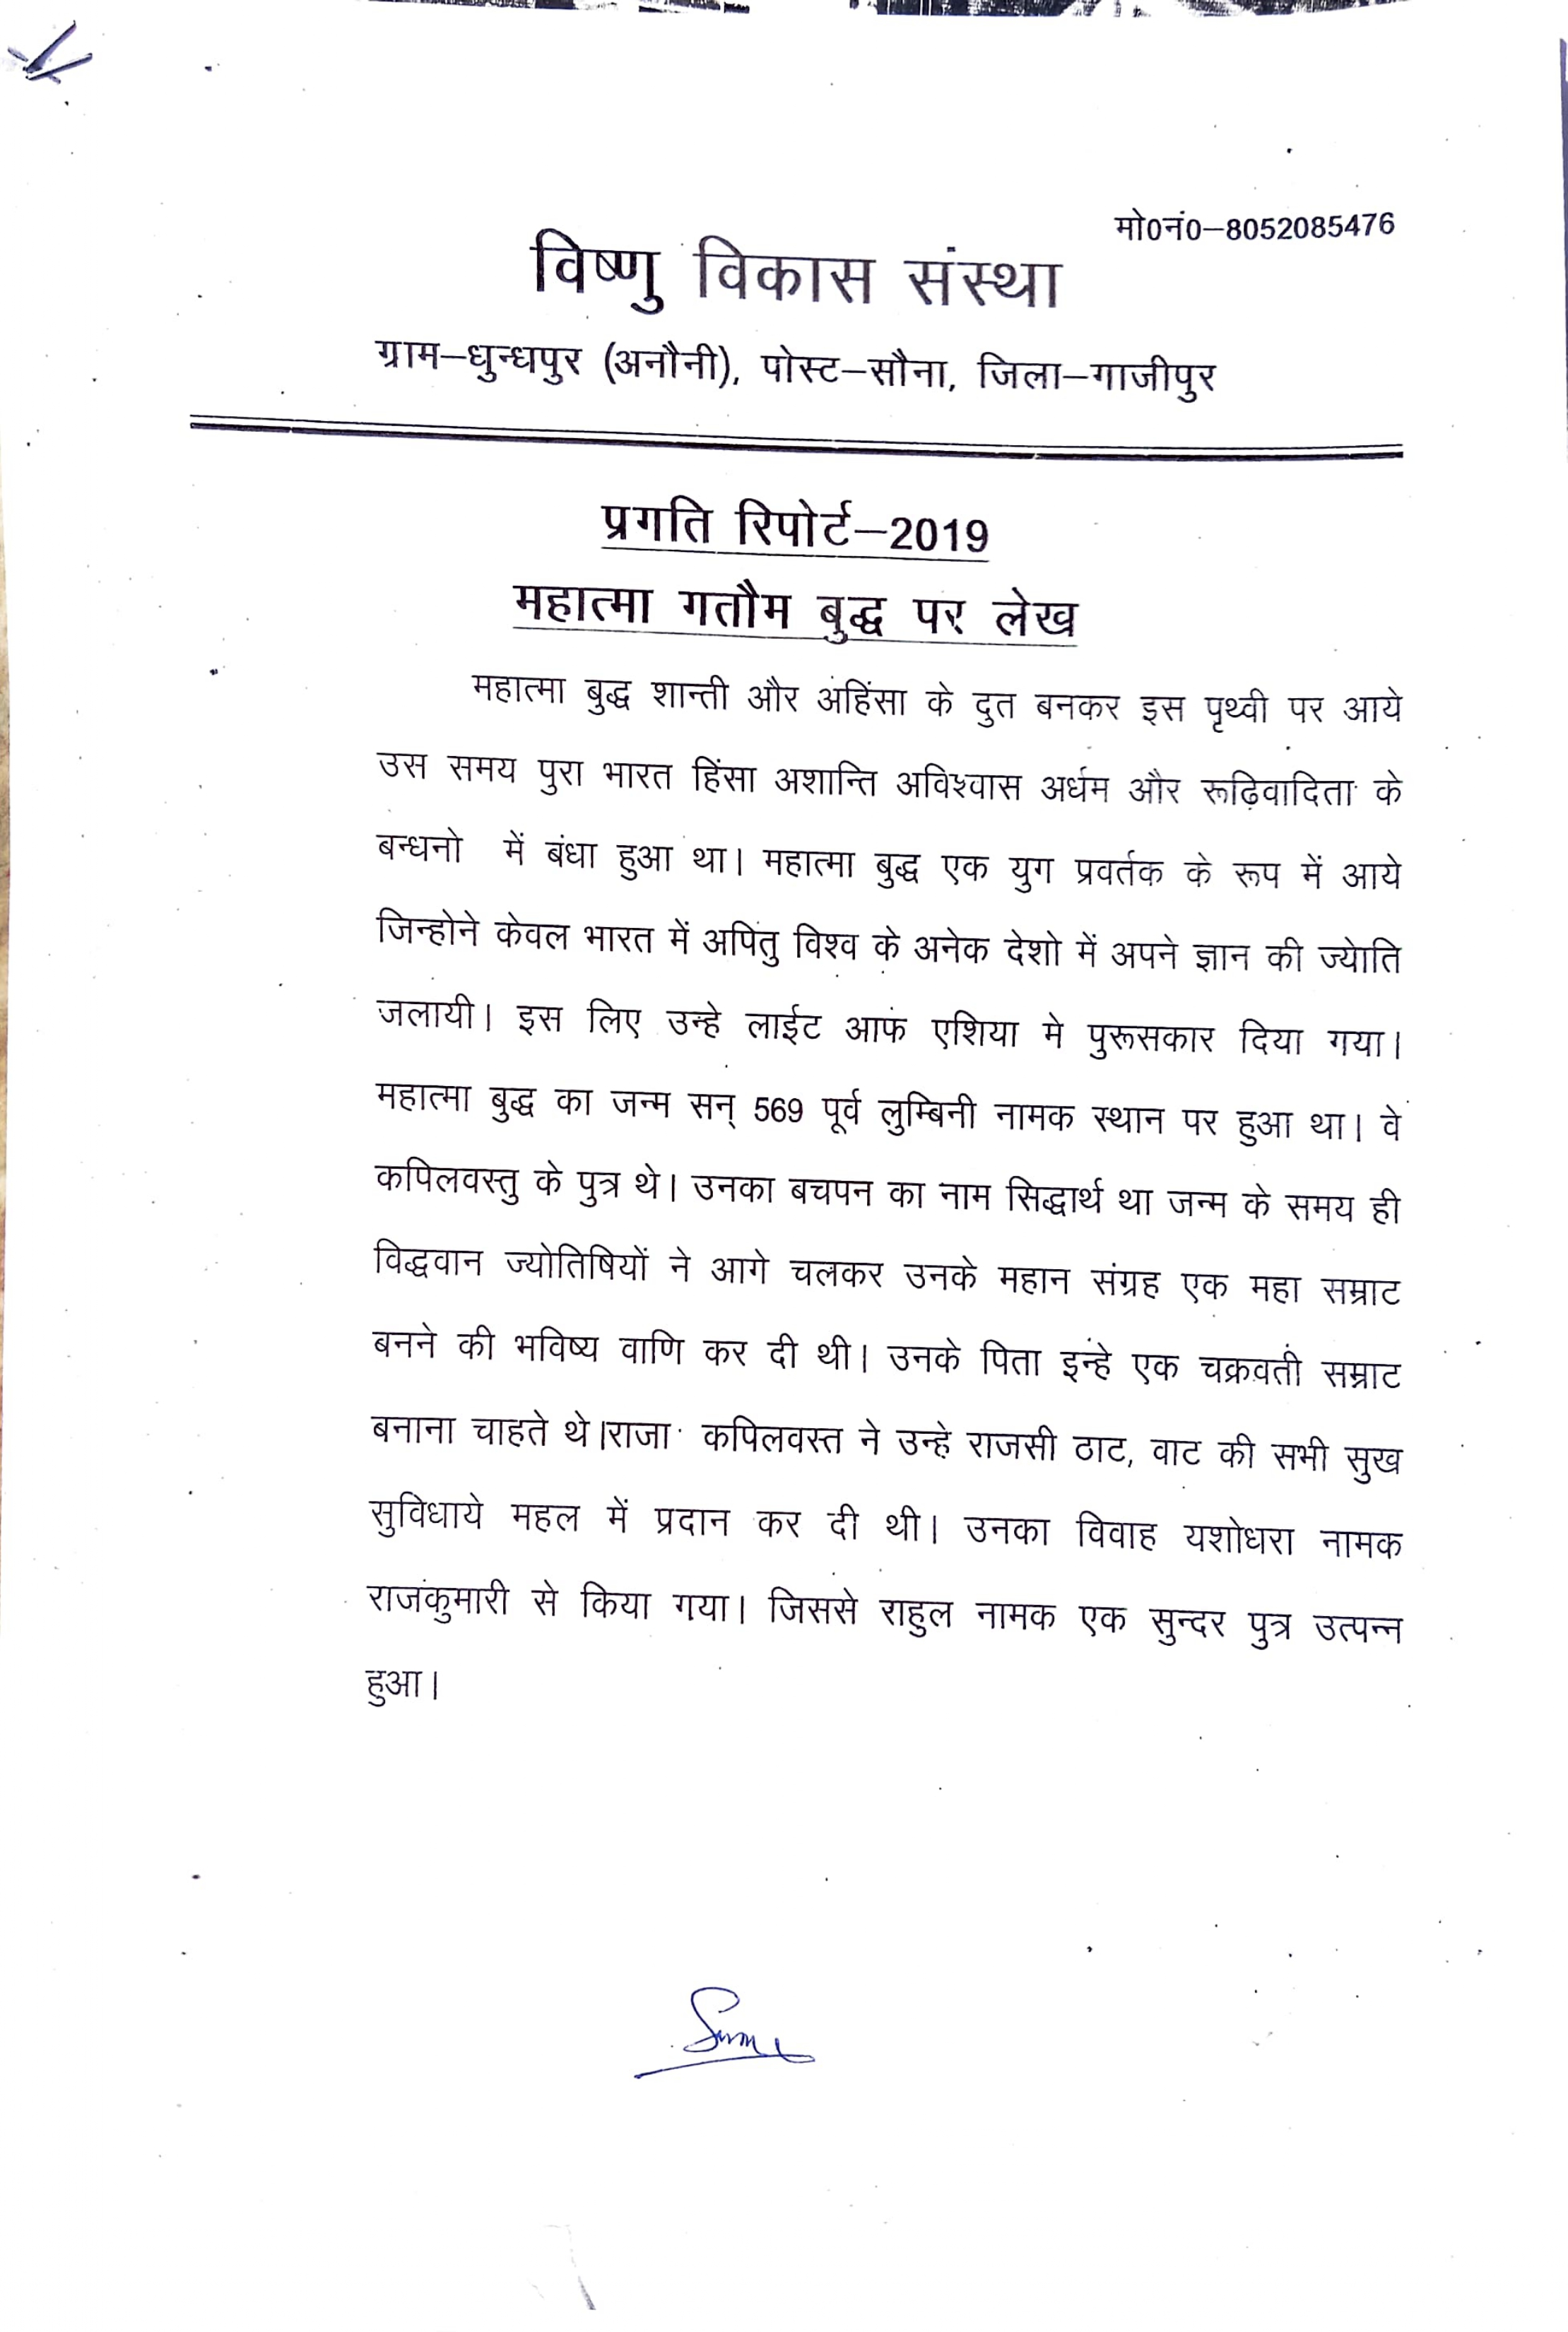 मो0नं0–8052085476
विष्णु विकास संस्था
ग्राम–धुन्धपुर (अनौनी), पोस्ट–सौना, जिला–गाजीपुर
प्रगति रिपोर्ट–2019
महात्मा गतौम बुद्ध पर लेख
महात्मा बुद्ध शान्ती और अहिंसा के दुत बनकर इस पृथ्वी पर आये
उस समय पुरा भारत हिंसा अशान्ति अविश्वास अर्धम और रूढ़िवादिता के
बन्धनो में बंधा हुआ था। महात्मा बुद्ध एक युग प्रवर्तक के रूप में आये
जिन्होने केवल भारत में अपितु विश्व के अनेक देशो में अपने ज्ञान की ज्योति
जलायी। इस लिए उन्हे लाईट आफ एशिया मे पुरूसकार दिया गया।
महात्मा बुद्ध का जन्म सन् 569 पूर्व लुम्बिनी नामक स्थान पर हुआ था। वे
कपिलवस्तु के पुत्र थे। उनका बचपन का नाम सिद्धार्थ था जन्म के समय ही
विद्धवान ज्योतिषियों ने आगे चलकर उनके महान संग्रह एक महा सम्राट
बनने की भविष्य वाणि कर दी थी। उनके पिता इन्हे एक चक्रवती सम्राट
बनाना चाहते थे।राजा कपिलवस्त ने उन्हे राजसी ठाट, वाट की सभी सुख
सुविधाये महल में प्रदान कर दी थी। उनका विवाह यशोधरा नामक
राजकुमारी से किया गया। जिससे राहुल नामक एक सुन्दर पुत्र उत्पन्न
हुआ।